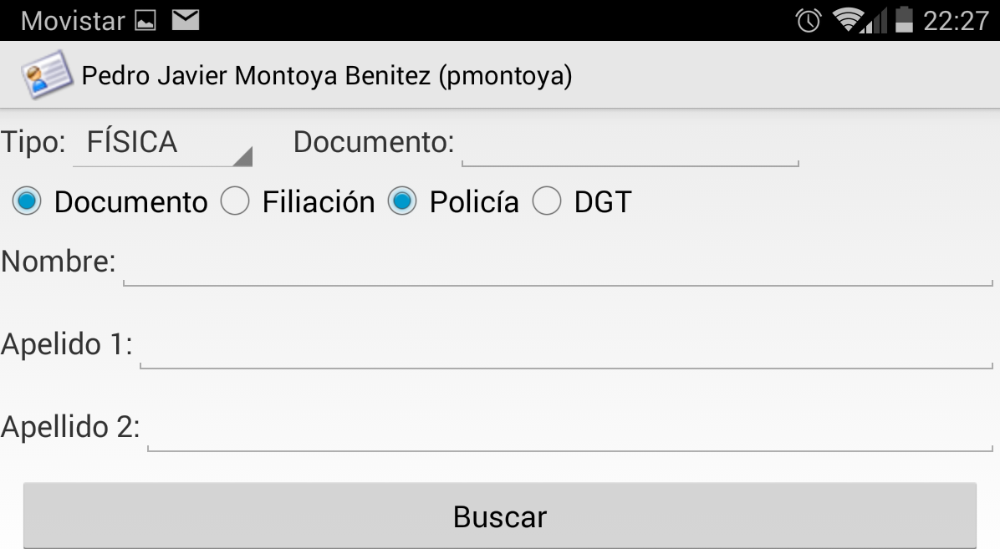 Movistar 22:27
Pedro Javier Montoya Benitez (pmontoya)
Tipo: FÍSICA Documento:
Documento Filiación Policía DGT
Nombre:
Apelido 1:
Apellido 2:
Buscar